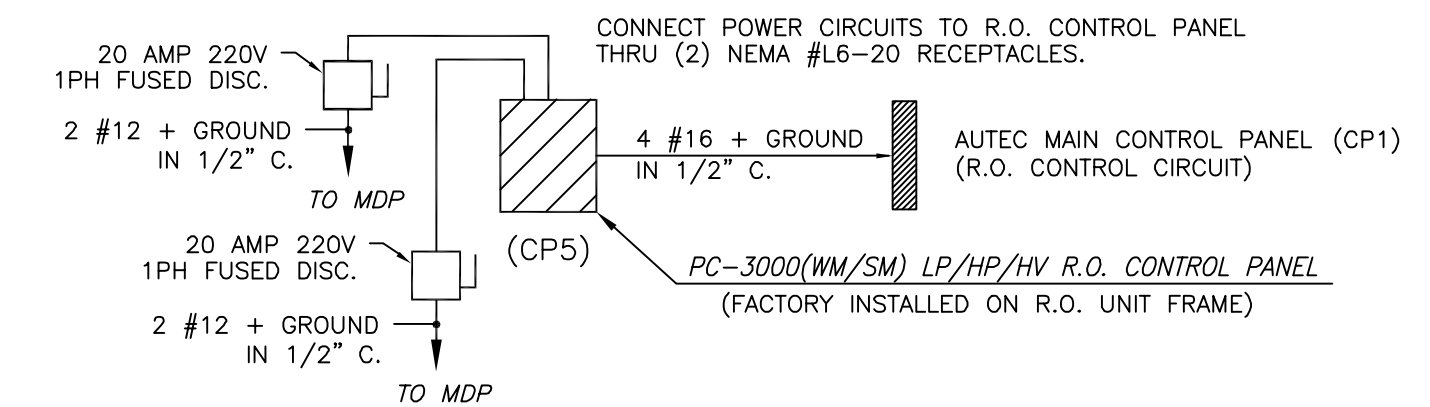 CONNECT POWER CIRCUITS TO R.O. CONTROL PANEL
THRU (2) NEMA #L6-20 RECEPTACLES.
20 AMP 220V
1PH FUSED DISC.
2 #12 + GROUND
IN 1/2" C.
TO MDP
4 #16 + GROUND
IN 1/2" C.
AUTEC MAIN CONTROL PANEL (CP1)
(R.O. CONTROL CIRCUIT)
(CP5)
20 AMP 220V
1PH FUSED DISC.
2 #12 + GROUND
IN 1/2" C.
TO MDP
PC-3000(WM/SM) LP/HP/HV R.O. CONTROL PANEL
(FACTORY INSTALLED ON R.O. UNIT FRAME)